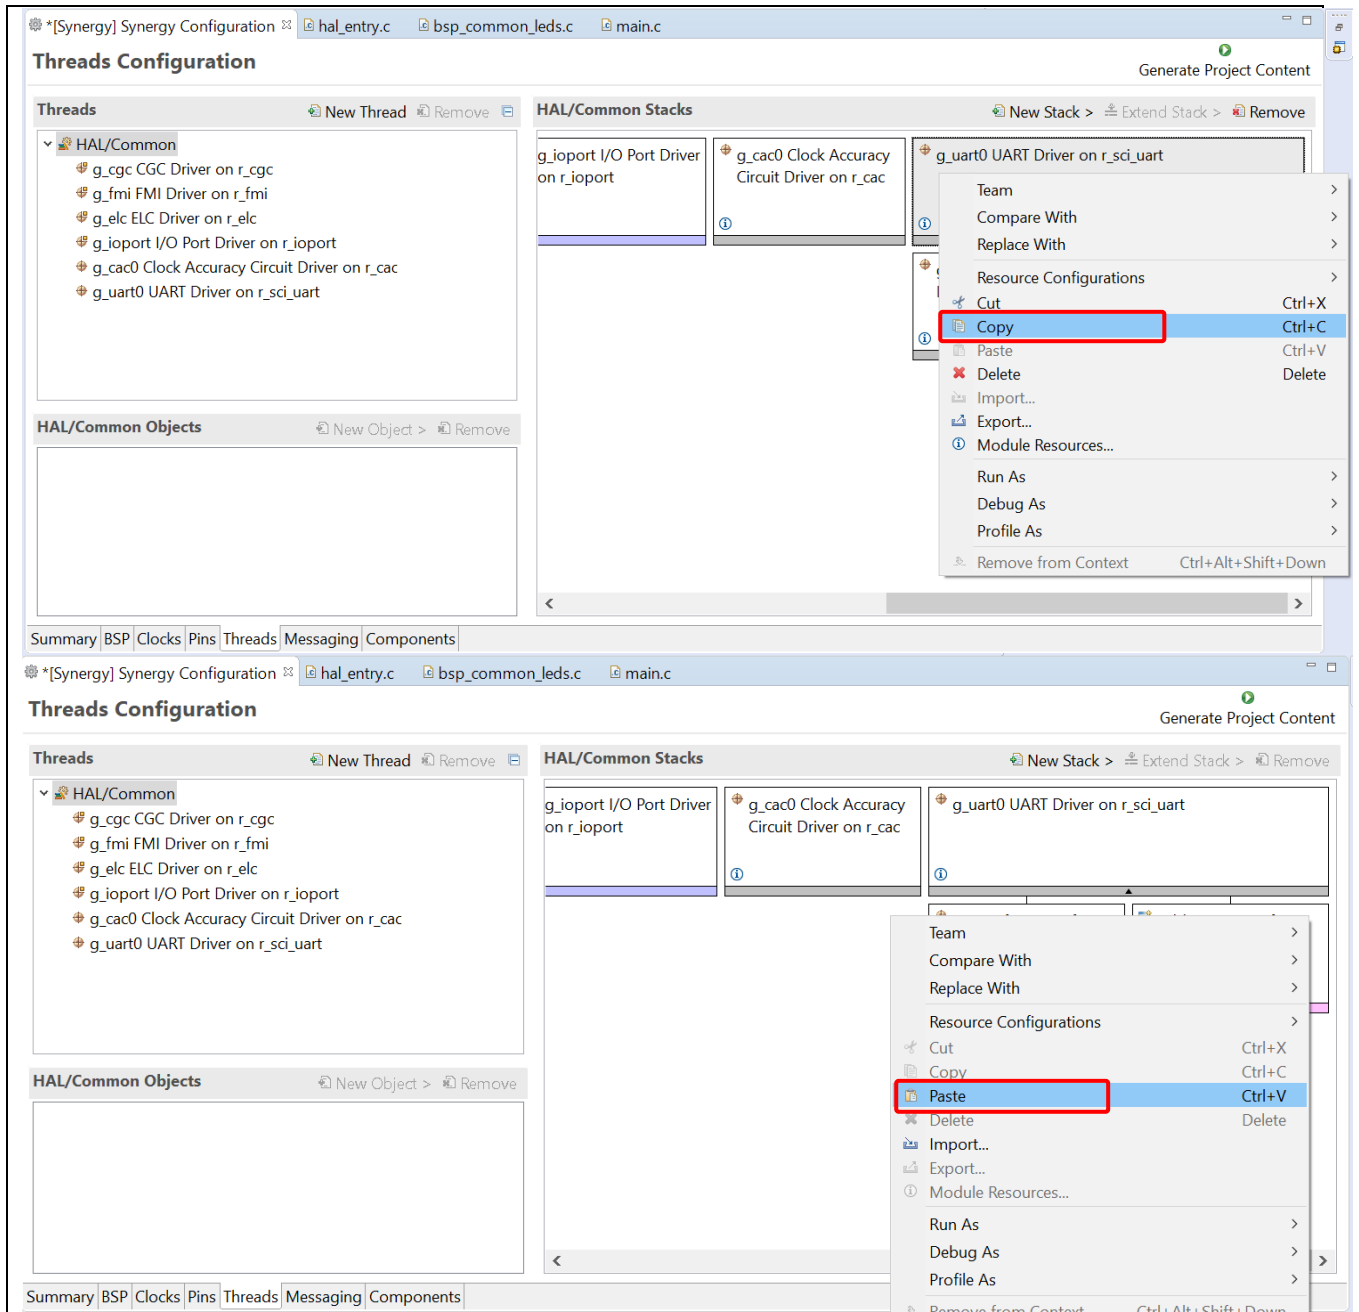 *[Synergy] Synergy Configuration hal_entry.c bsp_common_leds.c main.c
Threads Configuration
Generate Project Content
Threads New Thread Remove
HAL/Common
g_cgc CGC Driver on r_cgc
g_fmi FMI Driver on r_fmi
g_elc ELC Driver on r_elc
g_ioport I/O Port Driver on r_ioport
g_cac0 Clock Accuracy Circuit Driver on r_cac
g_uart0 UART Driver on r_sci_uart
HAL/Common Objects New Object > Remove
HAL/Common Stacks New Stack > Extend Stack > Remove
g_ioport I/O Port Driver
on r_ioport
g_cac0 Clock Accuracy
Circuit Driver on r_cac
g_uart0 UART Driver on r_sci_uart
Team
Compare With
Replace With
Resource Configurations
Cut Ctrl+X
Copy Ctrl+C
Paste Ctrl+V
Delete Delete
Import...
Export...
Module Resources...
Run As
Debug As
Profile As
Remove from Context Ctrl+Alt+Shift+Down
Summary BSP Clocks Pins Threads Messaging Components
*[Synergy] Synergy Configuration hal_entry.c bsp_common_leds.c main.c
Threads Configuration
Generate Project Content
Threads New Thread Remove
HAL/Common
g_cgc CGC Driver on r_cgc
g_fmi FMI Driver on r_fmi
g_elc ELC Driver on r_elc
g_ioport I/O Port Driver on r_ioport
g_cac0 Clock Accuracy Circuit Driver on r_cac
g_uart0 UART Driver on r_sci_uart
HAL/Common Objects New Object > Remove
HAL/Common Stacks New Stack > Extend Stack > Remove
g_ioport I/O Port Driver
on r_ioport
g_cac0 Clock Accuracy
Circuit Driver on r_cac
g_uart0 UART Driver on r_sci_uart
Team
Compare With
Replace With
Resource Configurations
Cut Ctrl+X
Copy Ctrl+C
Paste Ctrl+V
Delete Delete
Import...
Export...
Module Resources...
Run As
Debug As
Profile As
Remove from Context Ctrl+Alt+Shift+Down
Summary BSP Clocks Pins Threads Messaging Components